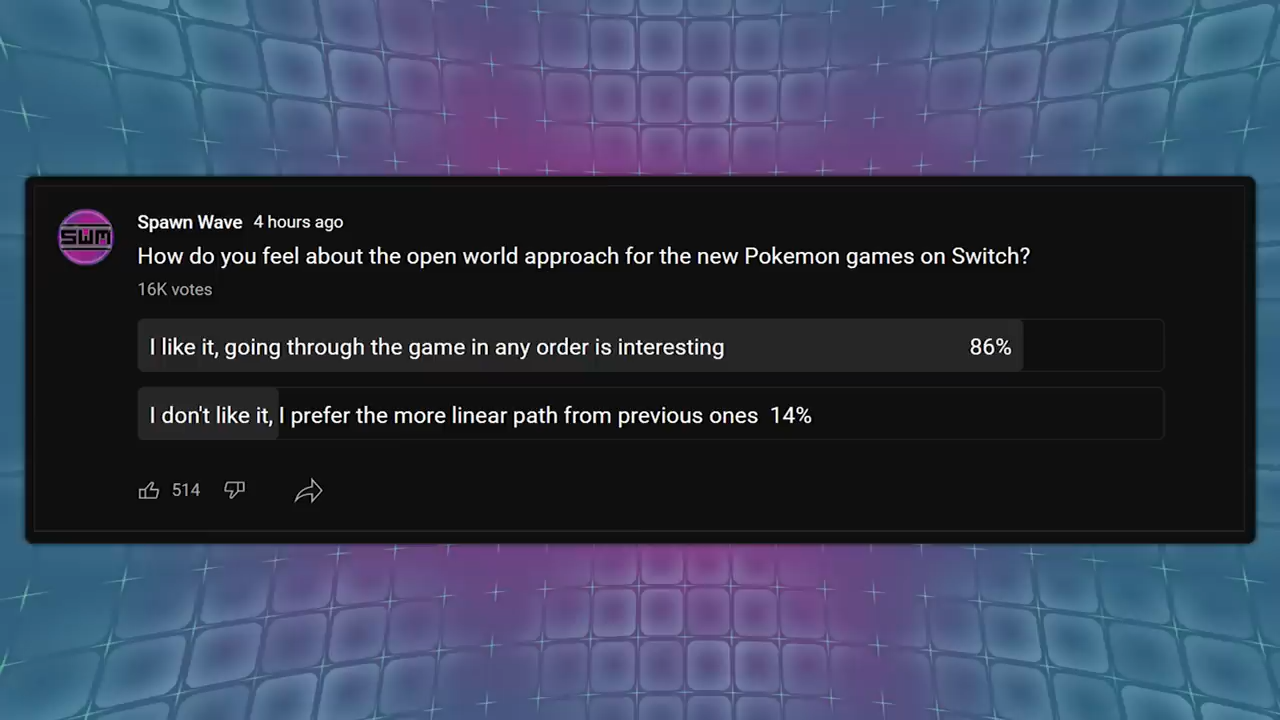 SWM
Spawn Wave 4 hours ago
How do you feel about the open world approach for the new Pokemon games on Switch?
16K votes
I like it, going through the game in any order is interesting 86%
I don't like it, I prefer the more linear path from previous ones 14%
514